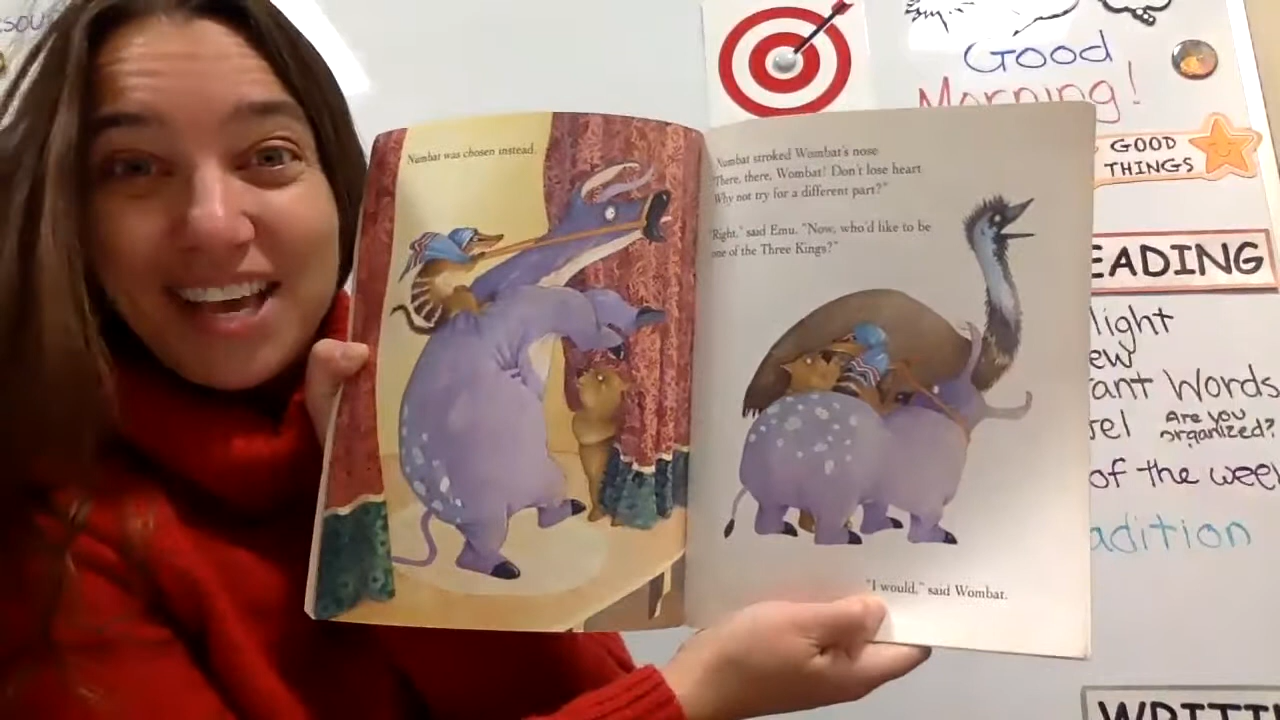 Numbat was chosen instead.
Numbat stroked Wombat's nose
"There, there, Wombat! Don't lose heart
Why not try for a different part?"
"Right," said Emu. "Now, who'd like to be
one of the Three Kings?"
"I would," said Wombat.
Good
Morning!
GOOD
THINGS
EADING
light
ew
ant Words
rel
Are you
organized?
of the week
adition
WRITI